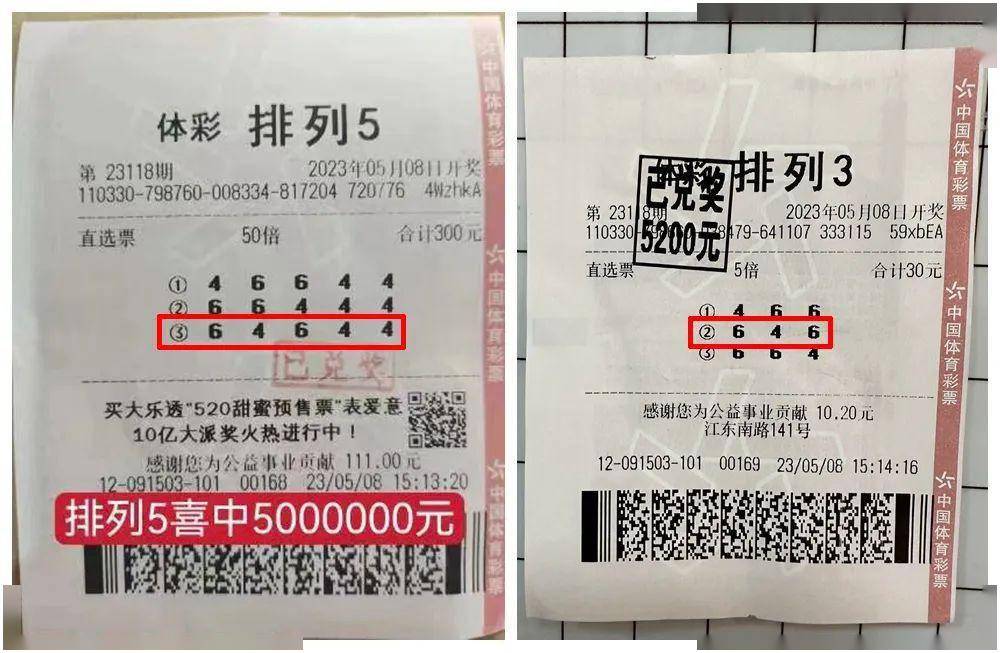 体彩 排列5
第 23118期 2023年05月08日开奖
110330-798760-008334-817204 720776 4WzhkA
直选票 50倍 合计300元
① 4 6 6 4 4
② 6 6 4 4 4
③ 6 4 6 4 4
已兑奖
买大乐透“520甜蜜预售票”表爱意
10亿大派奖火热进行中！
感谢您为公益事业贡献 111.00元
12-091503-101 00168 23/05/08 15:13:20
排列5喜中5000000元
中国体育彩票
中国体育彩票
中国体育彩票
体彩 排列3
已兑奖
5200元
第 23118期 2023年05月08日开奖
110330- 479-641107 333115 59xbEA
直选票 5倍 合计30元
① 4 6 6
② 6 4 6
③ 6 6 4
感谢您为公益事业贡献 10.20元
江东南路141号
12-091503-101 00169 23/05/08 15:14:16
中国体育彩票
中国体育彩票
中国体育彩票